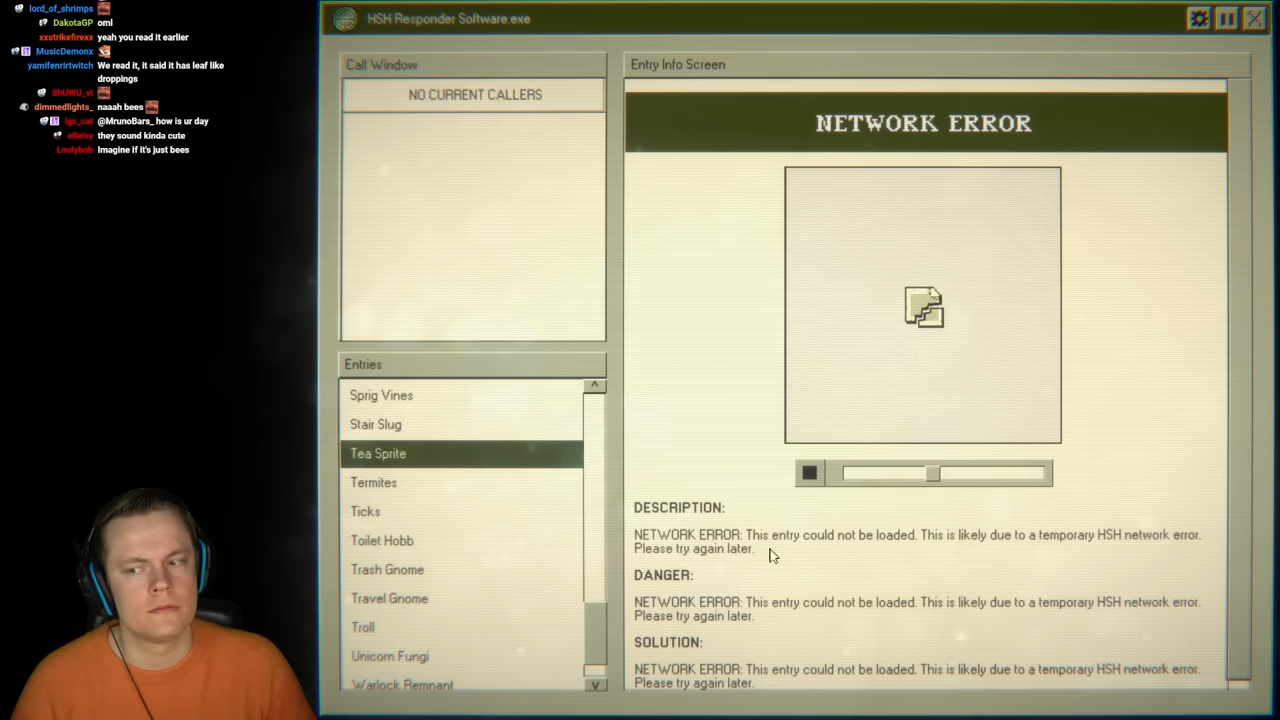 lord_of_shrimps
DakotaGP oml
xxstrikefirexx yeah you read it earlier
MusicDemonx
yamifenrirtwitch We read it, it said it has leaf like
droppings
ShUWU_vt
dimmedlights_ naaah bees
igc_cat @MrunoBars_ how is ur day
elleivy they sound kinda cute
Loulybob Imagine if it's just bees
HSH Responder Software.exe
Call Window
NO CURRENT CALLERS
Entries
Sprig Vines
Stair Slug
Tea Sprite
Termites
Ticks
Toilet Hobb
Trash Gnome
Travel Gnome
Troll
Unicorn Fungi
Warlock Remnant
Entry Info Screen
NETWORK ERROR
DESCRIPTION:
NETWORK ERROR: This entry could not be loaded. This is likely due to a temporary HSH network error.
Please try again later.
DANGER:
NETWORK ERROR: This entry could not be loaded. This is likely due to a temporary HSH network error.
Please try again later.
SOLUTION:
NETWORK ERROR: This entry could not be loaded. This is likely due to a temporary HSH network error.
Please try again later.